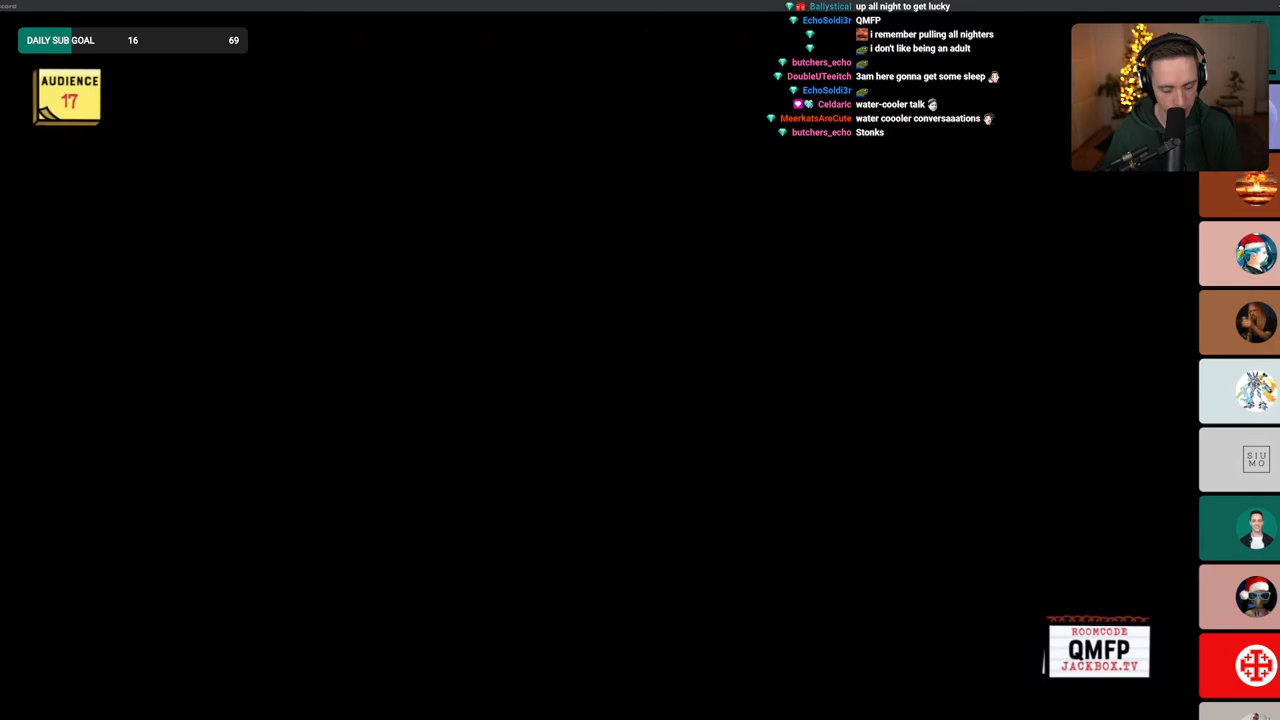 DAILY SUB GOAL 16 69
AUDIENCE
17
Ballystical up all night to get lucky
EchoSoldi3r QMFP
i remember pulling all nighters
i don't like being an adult
butchers_echo
DoubleUTeeitch 3am here gonna get some sleep
EchoSoldi3r
Celdaric water-cooler talk
MeerkatsAreCute water coooler conversaaations
butchers_echo Stonks
SIU
MO
ROOMCODE
QMFP
JACKBOX.TV